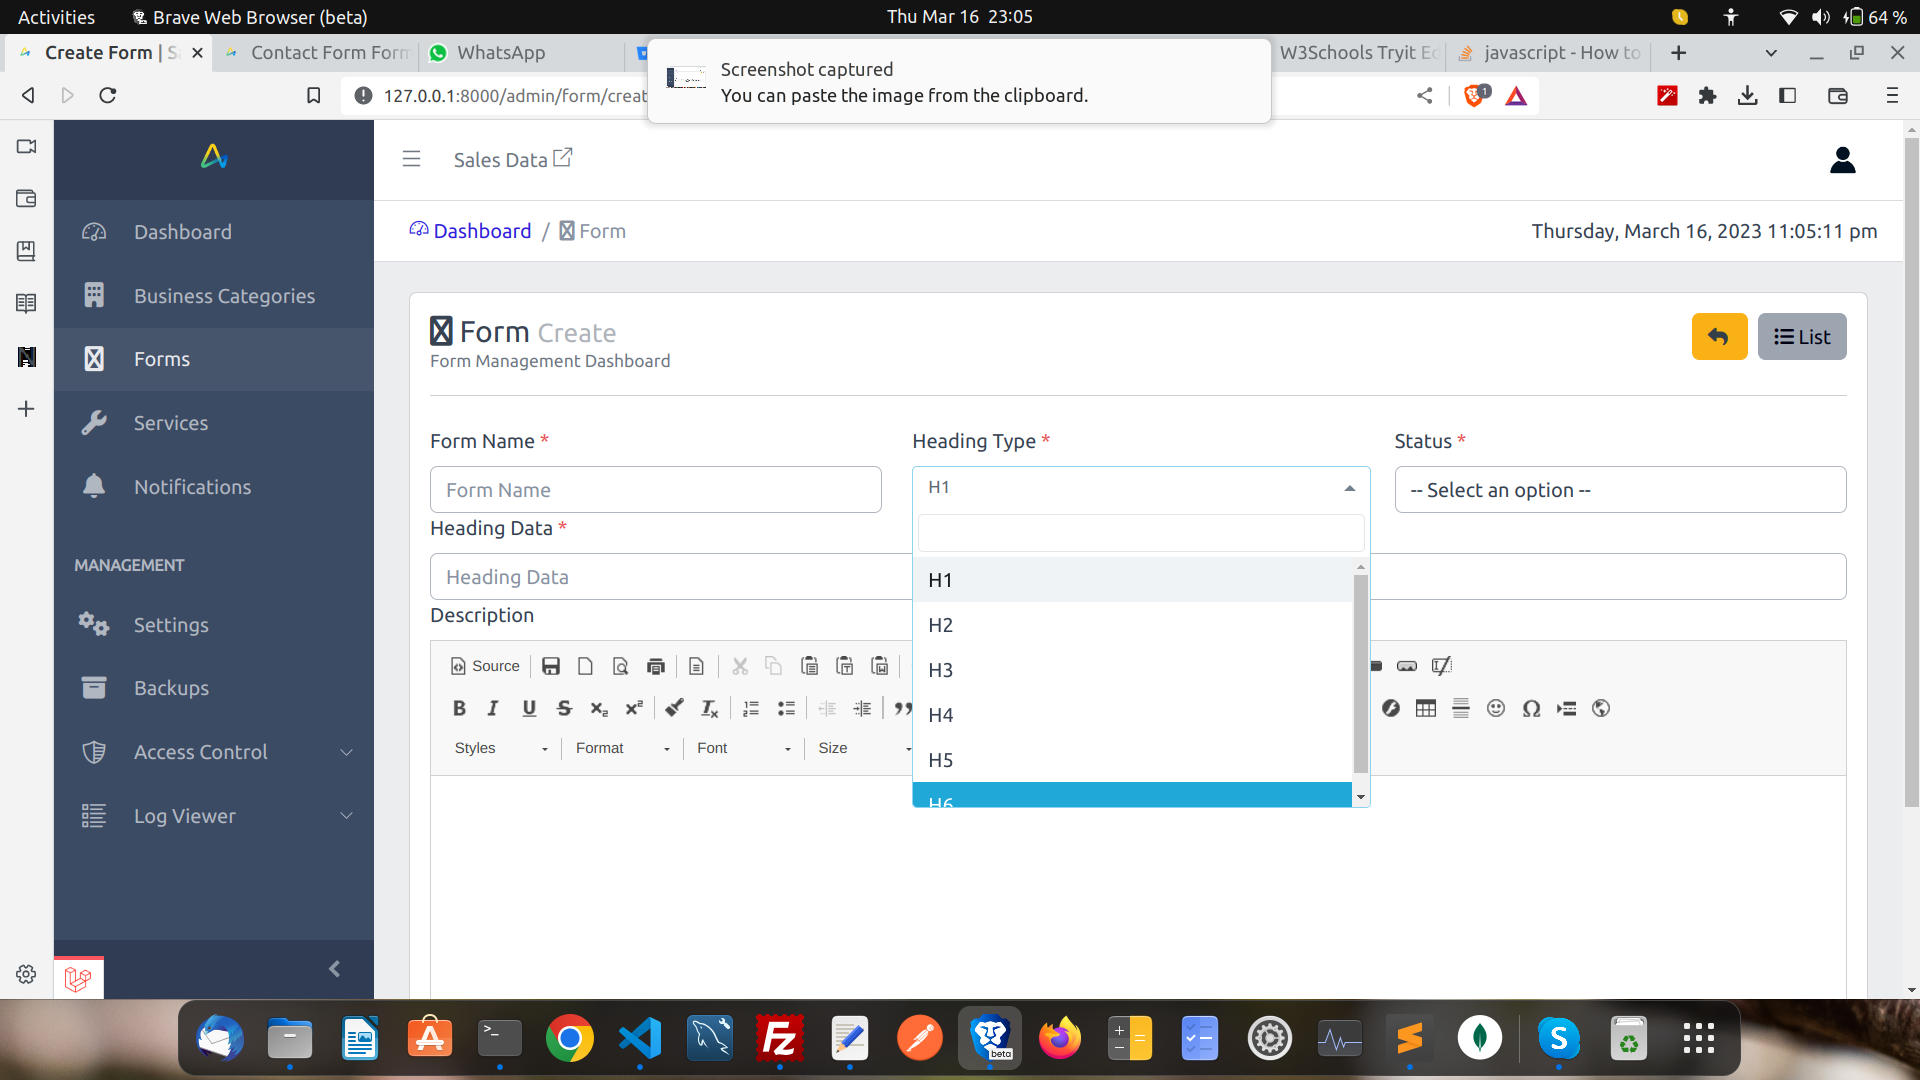 Activities
Brave Web Browser (beta)
Thu Mar 16 23:05
64 %
Create Form | S
Contact Form Form
WhatsApp
W3Schools Tryit Ed
javascript - How to
Screenshot captured
You can paste the image from the clipboard.
127.0.0.1:8000/admin/form/creat
1
Sales Data
Dashboard / Form
Thursday, March 16, 2023 11:05:11 pm
Dashboard
Business Categories
Forms
Services
Notifications
MANAGEMENT
Settings
Backups
Access Control
Log Viewer
Form Create
Form Management Dashboard
List
Form Name *
Form Name
Heading Type *
H1
H1
H2
H3
H4
H5
H6
Status *
-- Select an option --
Heading Data *
Heading Data
Description
Source
Styles
Format
Font
Size
beta